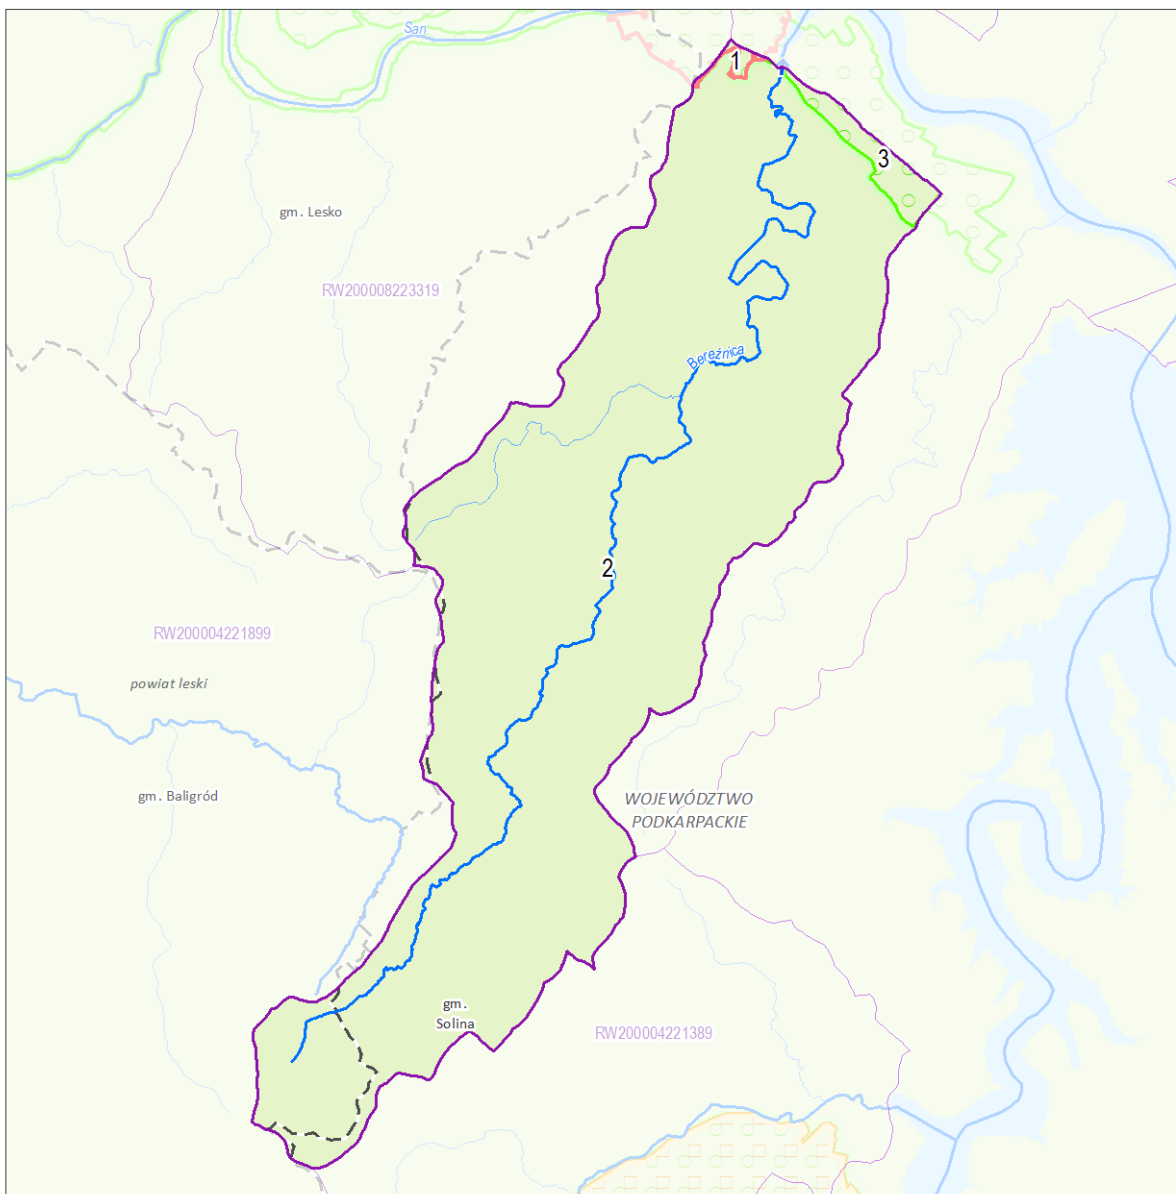 San
1
3
gm. Lesko
RW200008223319
Bereźnica
2
RW200004221899
powiat leski
gm. Baligród
WOJEWÓDZTWO
PODKARPACKIE
gm.
Solina
RW200004221389